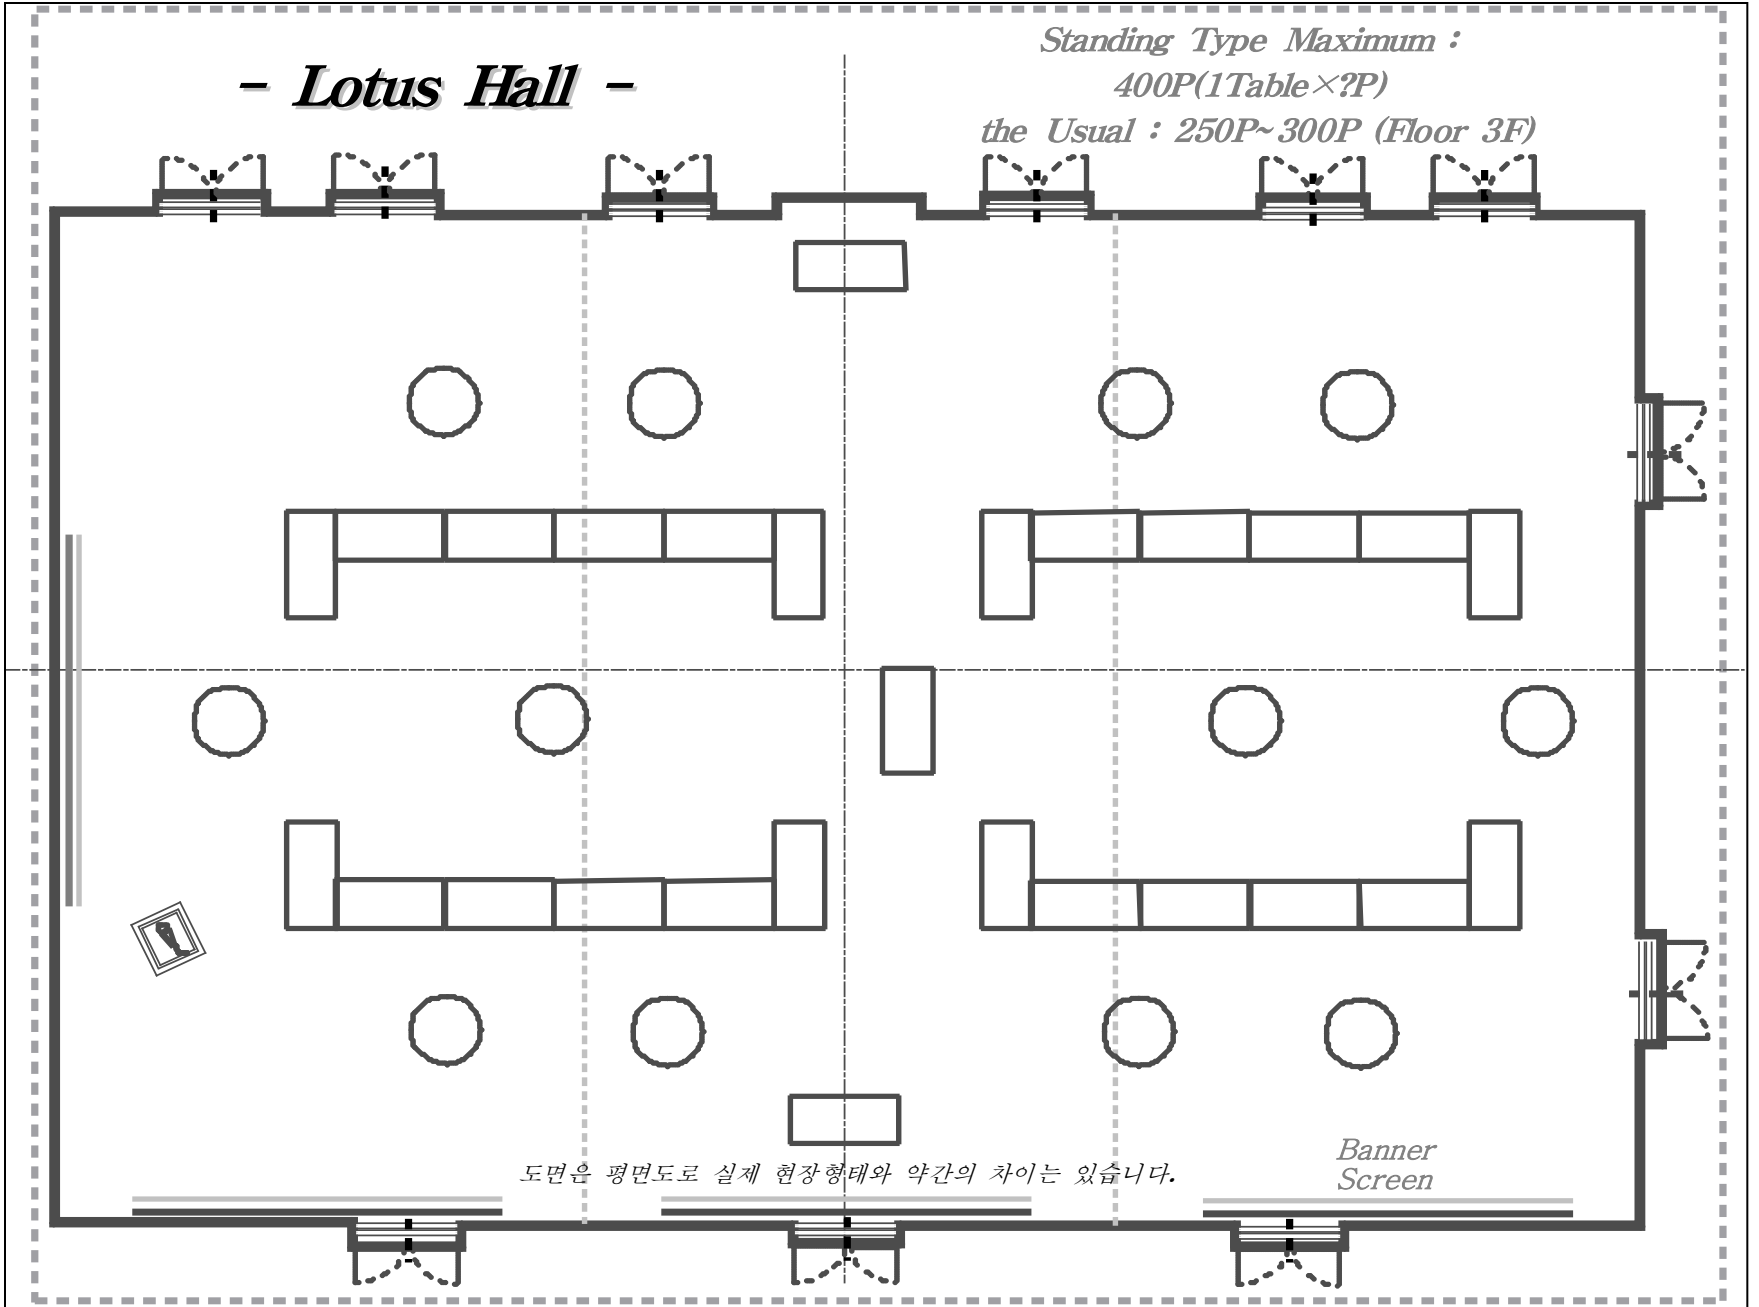 - Lotus Hall -
Standing Type Maximum :
400P(1Table×?P)
the Usual : 250P~300P (Floor 3F)
도면은 평면도로 실제 현장형태와 약간의 차이는 있습니다.
Banner
Screen